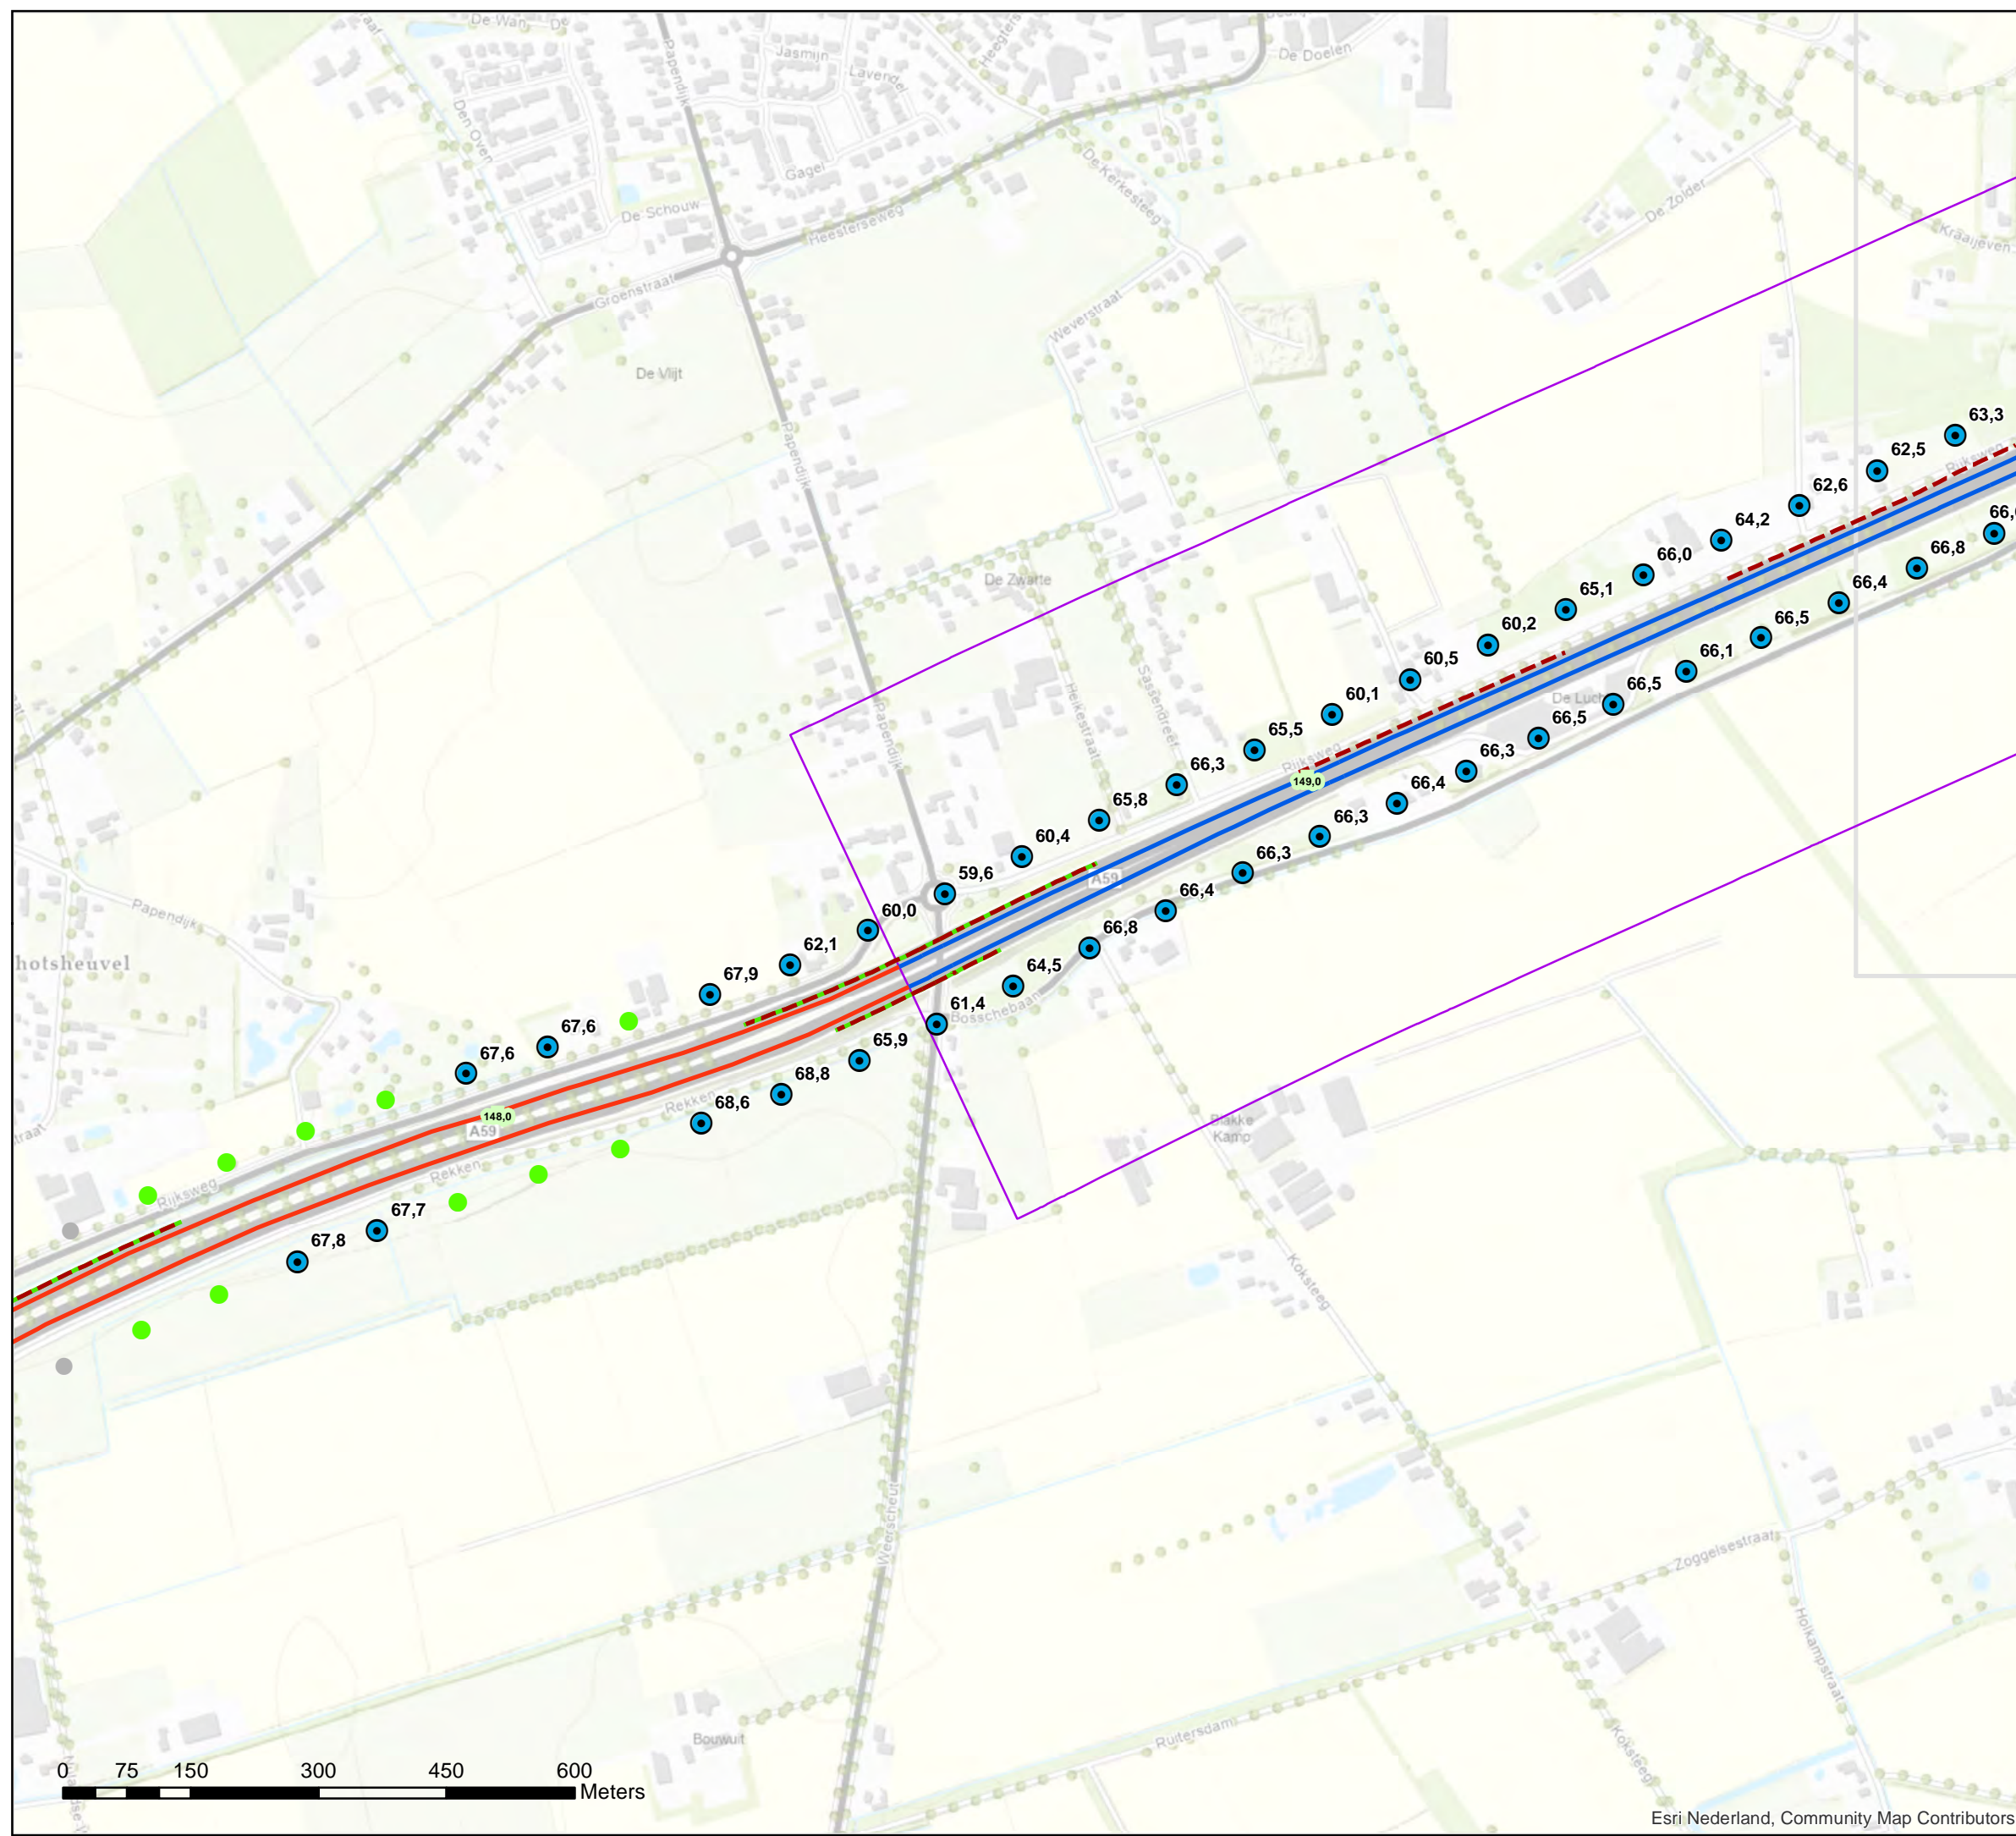 De Wan
Jasmijn
Lavendel
De Doelen
Papendijk
Den Oven
Gagel
De Schouw
Heesterseweg
De Kerkesteeg
De Zolder
Kraaijeven
Groenstraat
Weverstraat
De Vlijt
Papendijk
63,3
62,5
Rijksweg
62,6
64,2
66,0
66,8
65,1
66,4
De Zwarte
60,2
66,5
60,5
66,1
Heikestraat
Sassendreef
60,1
66,5
Papendijk
65,5
66,5
Rijksweg
149,0
66,3
66,3
65,8
66,4
60,4
66,3
A59
59,6
66,3
Papendijk
60,0
66,4
hotsheuvel
62,1
66,8
67,9
64,5
Bosschebaan
61,4
67,6
67,6
65,9
68,8
Rekken
68,6
148,0
A59
Blakke
Kamp
Rekken
Rijksweg
67,7
67,8
Koksteeg
Weerscheut
Zoggelsestraat
Holkampstraat
Ruitersdam
Bouwuit
Koksteeg
0 75 150 300 450 600
Meters
Esri Nederland, Community Map Contributors